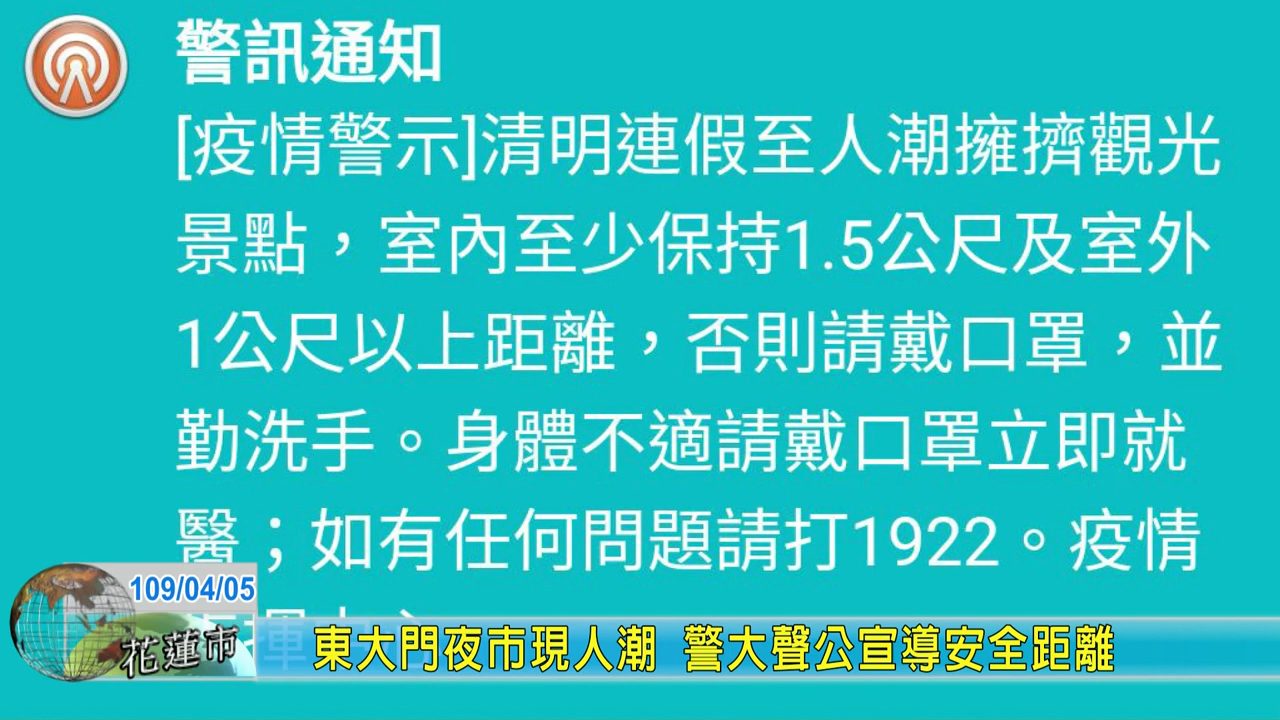 警訊通知
[疫情警示]清明連假至人潮擁擠觀光
景點，室內至少保持1.5公尺及室外
1公尺以上距離，否則請戴口罩，並
勤洗手。身體不適請戴口罩立即就
醫；如有任何問題請打1922。疫情
109/04/05
花蓮市
東大門夜市現人潮 警大聲公宣導安全距離